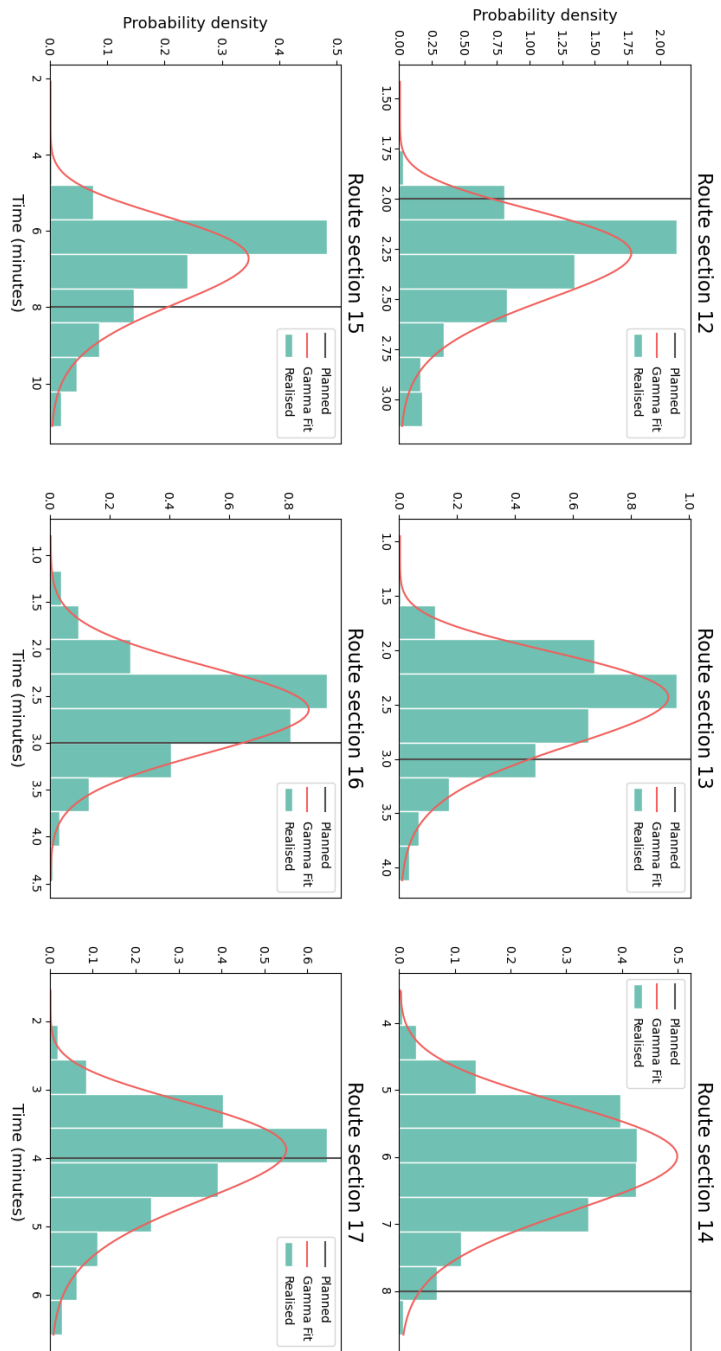 Route section 12
Probability density
0.00 0.25 0.50 0.75 1.00 1.25 1.50 1.75 2.00
1.50 1.75 2.00 2.25 2.50 2.75 3.00
Planned
Gamma Fit
Realised
Route section 13
0.0 0.2 0.4 0.6 0.8 1.0
1.0 1.5 2.0 2.5 3.0 3.5 4.0
Planned
Gamma Fit
Realised
Route section 14
0.0 0.1 0.2 0.3 0.4 0.5
4 5 6 7 8
Planned
Gamma Fit
Realised
Route section 15
Probability density
0.0 0.1 0.2 0.3 0.4 0.5
2 4 6 8 10
Time (minutes)
Planned
Gamma Fit
Realised
Route section 16
0.0 0.2 0.4 0.6 0.8
1.0 1.5 2.0 2.5 3.0 3.5 4.0 4.5
Time (minutes)
Planned
Gamma Fit
Realised
Route section 17
0.0 0.1 0.2 0.3 0.4 0.5 0.6
2 3 4 5 6
Time (minutes)
Planned
Gamma Fit
Realised